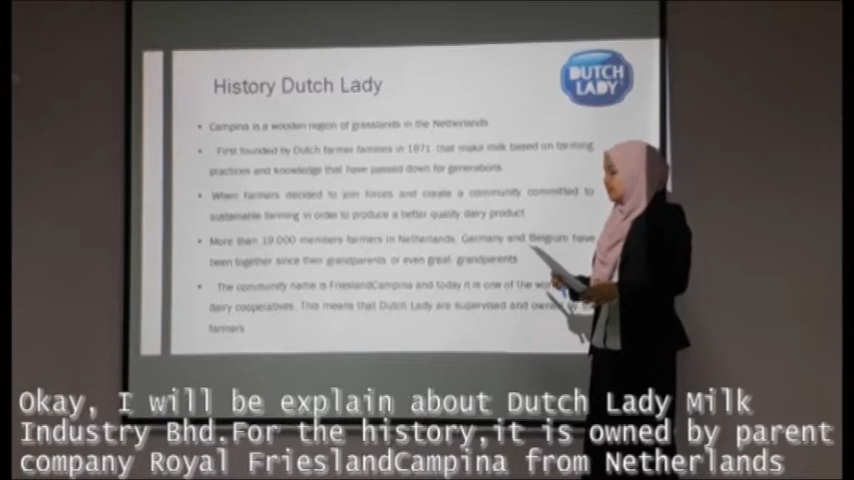 History Dutch Lady
DUTCH
LADY
• Campina is a wooden region of grasslands in the Netherlands
• First founded by Dutch farmer families in 1871, that make milk based on farming
practices and knowledge that have passed down for generations
• When farmers decided to join forces and create a community committed to
sustainable farming in order to produce a better quality dairy product.
• More than 19,000 members farmers in Netherlands, Germany and Belgium have
been together since their grandparents or even great- grandparents
• The community name is FrieslandCampina and today it is one of the
dairy cooperatives. This means that Dutch Lady are supervised and owned by
farmers
Okay, I will be explain about Dutch Lady Milk
Industry Bhd.For the history,it is owned by parent
company Royal FrieslandCampina from Netherlands